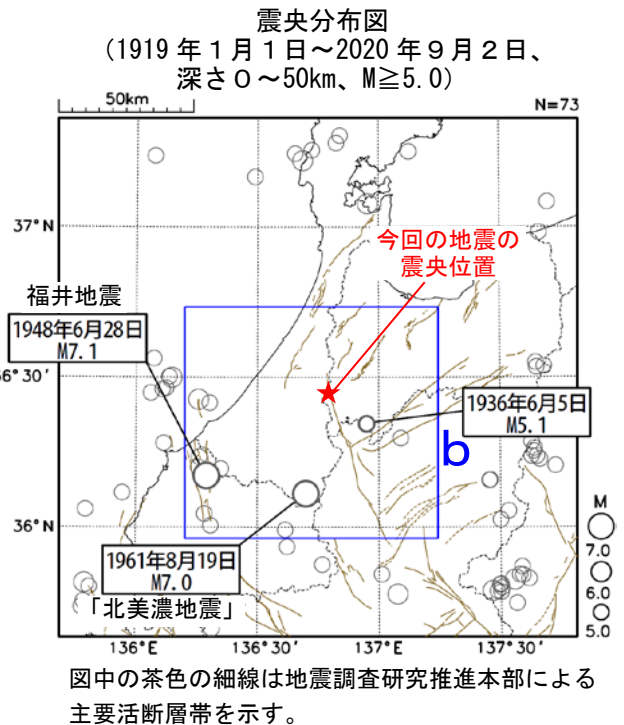 震央分布図
(1919年1月1日～2020年9月2日、
深さ0～50km、M≧5.0)
50km
N=73
37°N
今回の地震の
震央位置
福井地震
1948年6月28日
M7.1
36°30'
1936年6月5日
M5.1
b
36°N
1961年8月19日
M7.0
「北美濃地震」
M
7.0
6.0
5.0
136°E
136°30'
137°E
137°30'
図中の茶色の細線は地震調査研究推進本部による
主要活断層帯を示す。